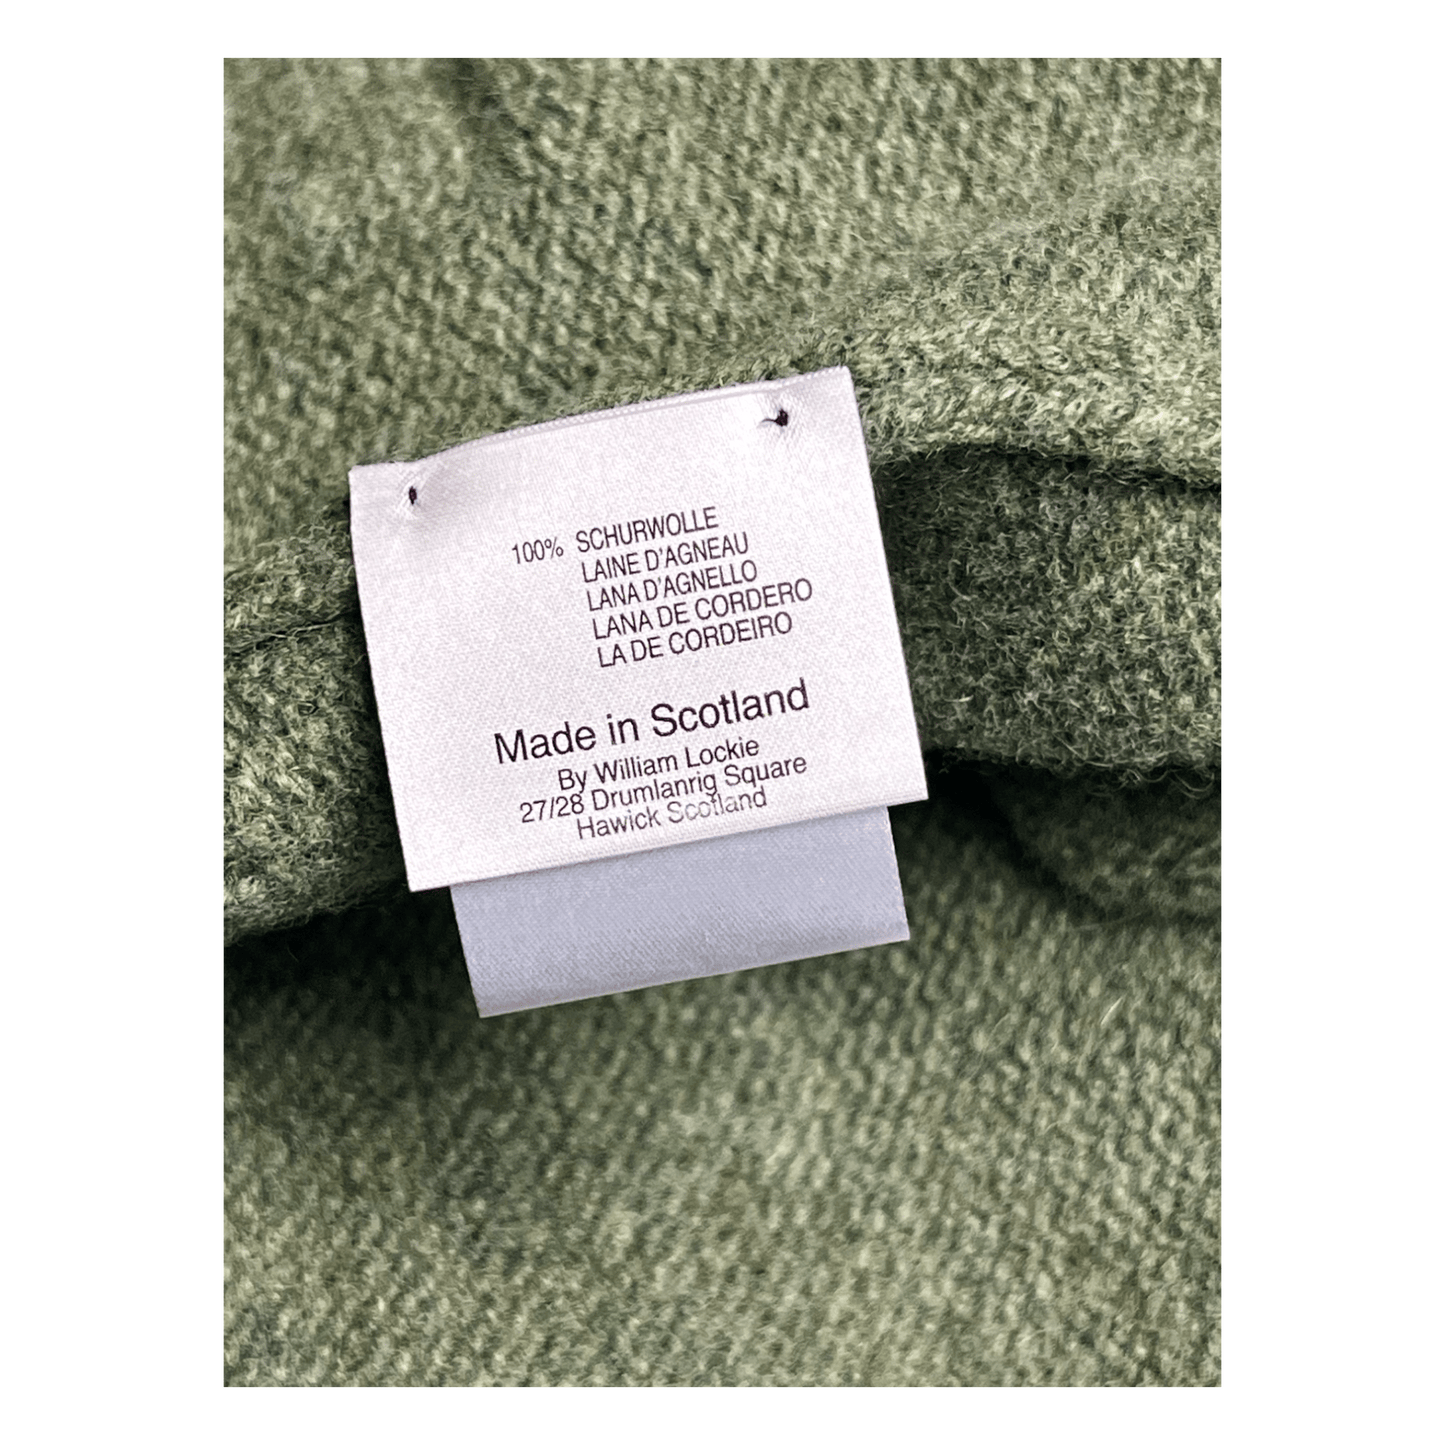 100% SCHURWOLLE
LAINE D'AGNEAU
LANA D'AGNELLO
LANA DE CORDERO
LA DE CORDEIRO
Made in Scotland
By William Lockie
27/28 Drumlanrig Square
Hawick Scotland